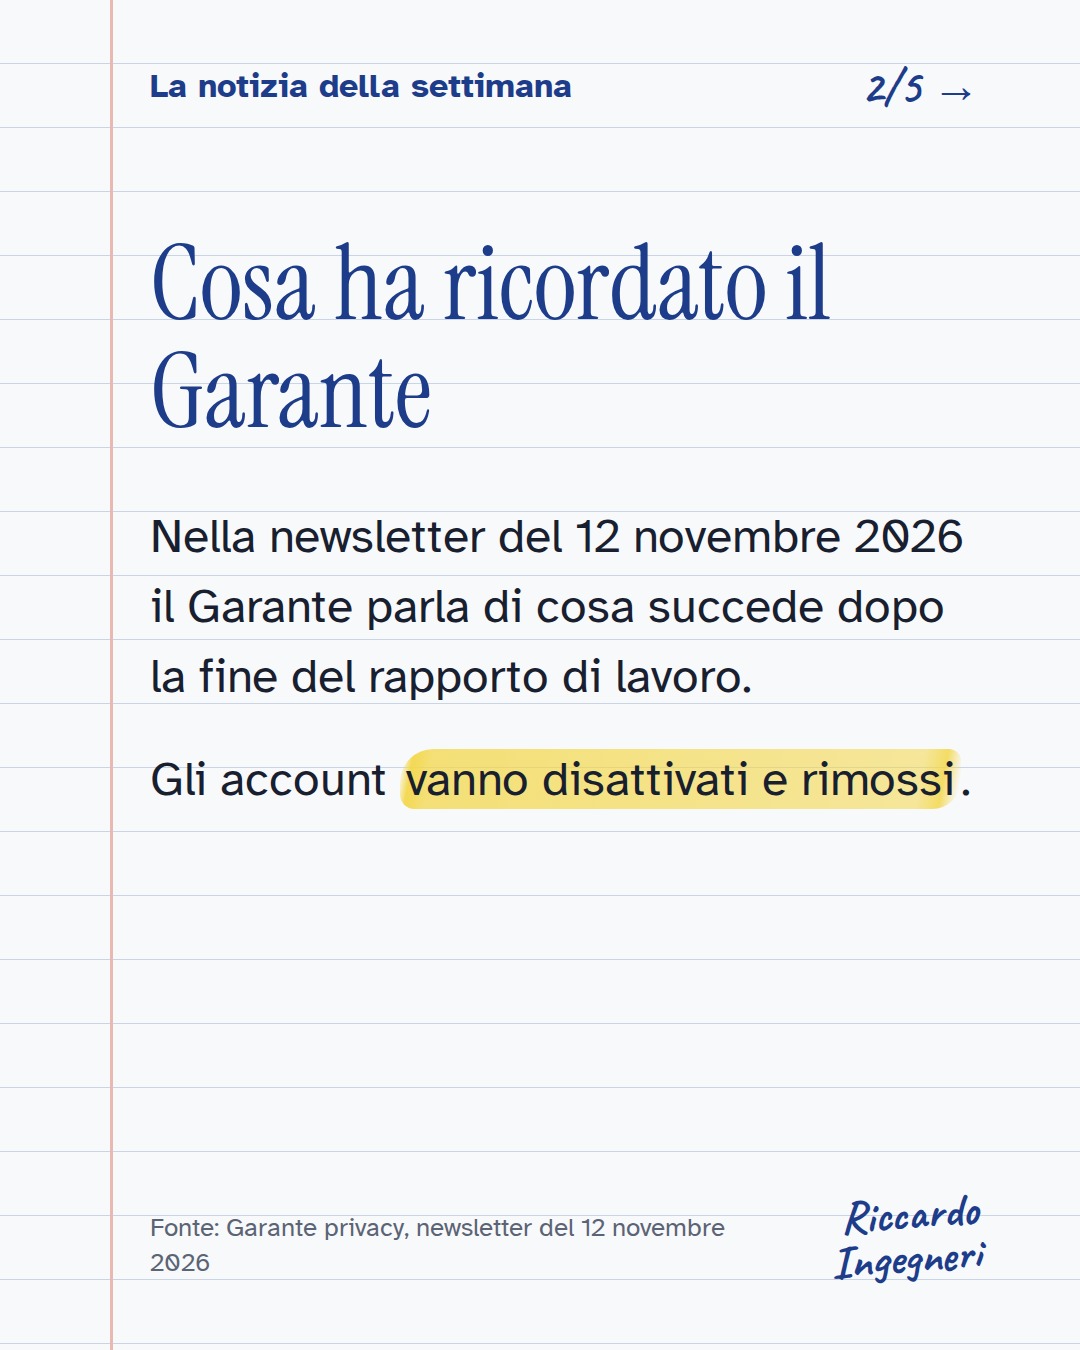 La notizia della settimana
2/5 →
Cosa ha ricordato il
Garante
Nella newsletter del 12 novembre 2026
il Garante parla di cosa succede dopo
la fine del rapporto di lavoro.
Gli account vanno disattivati e rimossi.
Fonte: Garante privacy, newsletter del 12 novembre
2026
Riccardo
Ingegneri